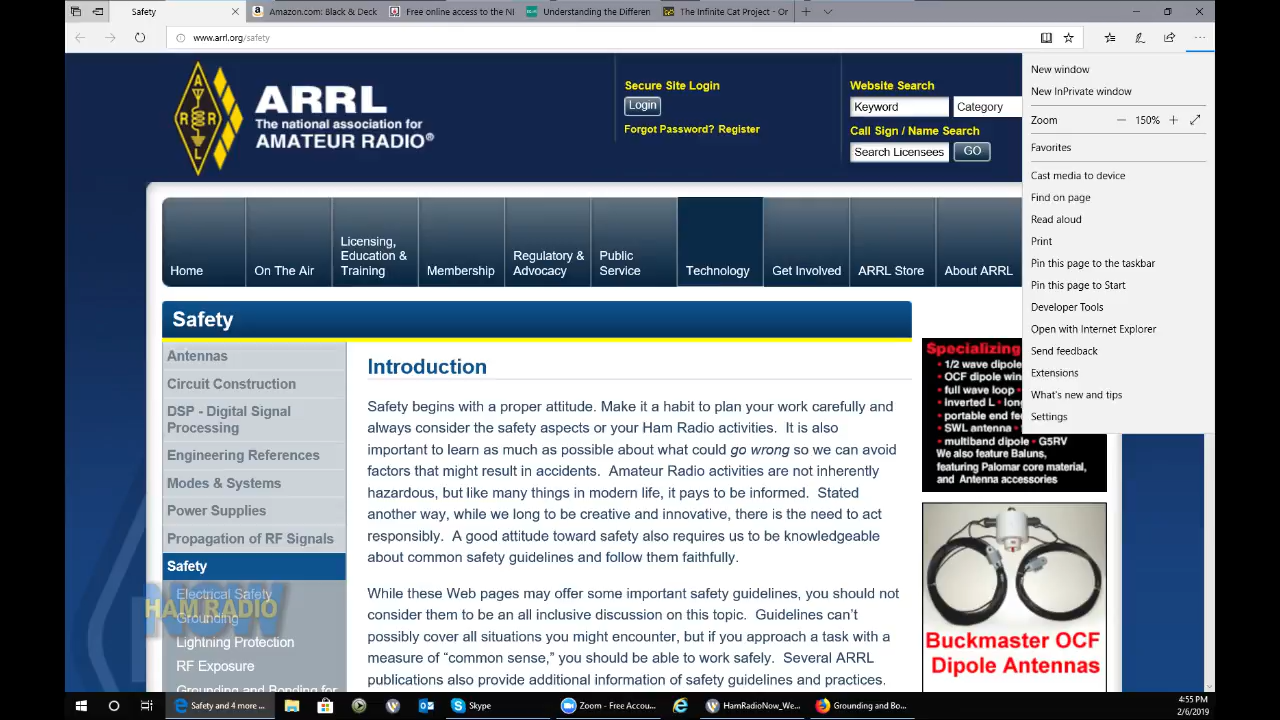 Safety
Amazon.com: Black & Deck
Free online access to the NE
Understanding the Differen
The Infinite Cat Project - Or
www.arrl.org/safety
ARRL
The national association for
AMATEUR RADIO®
Secure Site Login
Login
Forgot Password? Register
Website Search
Keyword
Category
Call Sign / Name Search
Search Licensees
GO
New window
New InPrivate window
Zoom
150%
Favorites
Cast media to device
Find on page
Read aloud
Print
Pin this page to the taskbar
Pin this page to Start
Developer Tools
Open with Internet Explorer
Send feedback
Extensions
What's new and tips
Settings
Home
On The Air
Licensing,
Education &
Training
Membership
Regulatory &
Advocacy
Public
Service
Technology
Get Involved
ARRL Store
About ARRL
Safety
Antennas
Circuit Construction
DSP - Digital Signal
Processing
Engineering References
Modes & Systems
Power Supplies
Propagation of RF Signals
Safety
Electrical Safety
Grounding
Lightning Protection
RF Exposure
Grounding and Bonding for
NOW
HAM RADIO
Introduction
Safety begins with a proper attitude. Make it a habit to plan your work carefully and
always consider the safety aspects or your Ham Radio activities. It is also
important to learn as much as possible about what could go wrong so we can avoid
factors that might result in accidents. Amateur Radio activities are not inherently
hazardous, but like many things in modern life, it pays to be informed. Stated
another way, while we long to be creative and innovative, there is the need to act
responsibly. A good attitude toward safety also requires us to be knowledgeable
about common safety guidelines and follow them faithfully.
While these Web pages may offer some important safety guidelines, you should not
consider them to be an all inclusive discussion on this topic. Guidelines can't
possibly cover all situations you might encounter, but if you approach a task with a
measure of “common sense,” you should be able to work safely. Several ARRL
publications also provide additional information of safety guidelines and practices.
Specializing
• 1/2 wave dipole
• OCF dipole win
• full wave loop •
• inverted L • long
• portable end fe
• SWL antenna •
• multiband dipole • G5RV
We also feature Baluns,
featuring Palomar core material,
and Antenna accessories
Buckmaster OCF
Dipole Antennas
Safety and 4 more ...
Skype
Zoom - Free Accou...
HamRadioNow_We...
Grounding and Bo...
4:55 PM
2/6/2019